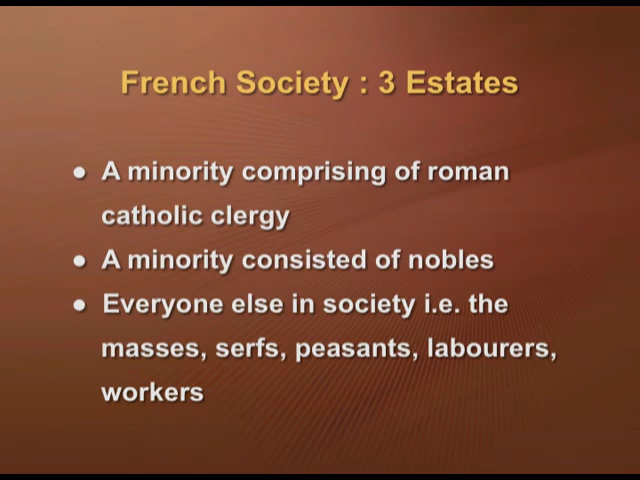 French Society : 3 Estates
● A minority comprising of roman
catholic clergy
● A minority consisted of nobles
● Everyone else in society i.e. the
masses, serfs, peasants, labourers,
workers